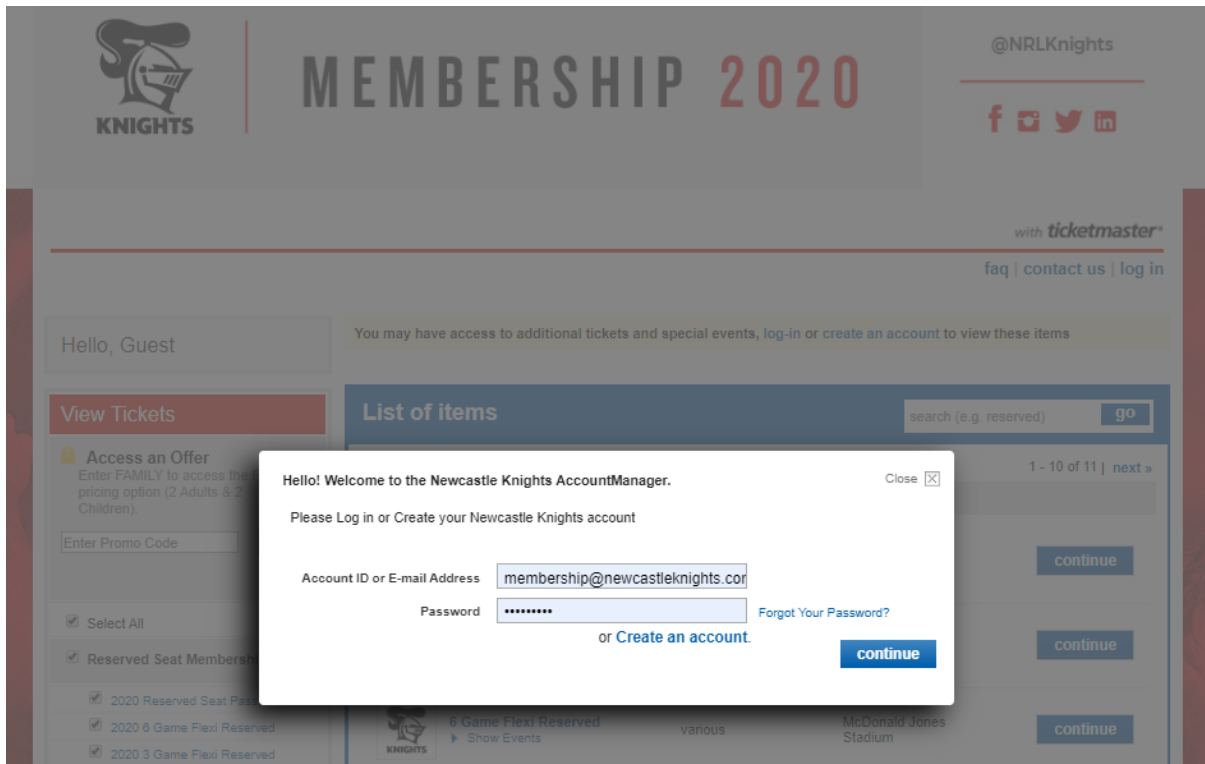 KNIGHTS
MEMBERSHIP 2020
@NRLKnights
with ticketmaster®
faq | contact us | log in
Hello, Guest
You may have access to additional tickets and special events, log-in or create an account to view these items
View Tickets
Access an Offer
Enter FAMILY to access the
pricing option (2 Adults & 2
Children).
Enter Promo Code
Select All
Reserved Seat
2020 Reserved Seat
2020 6 Game Flexi Reserved
2020 3 Game Flexi Reserved
List of items
search (e.g. reserved)
go
1 - 10 of 11 | next »
continue
continue
KNIGHTS
6 Game Flexi Reserved
Show Events
various
McDonald Jones
Stadium
continue
Hello! Welcome to the Newcastle Knights AccountManager.
Close
Please Log in or Create your Newcastle Knights account
Account ID or E-mail Address
membership@newcastleknights.cor
Password
•••••••••
Forgot Your Password?
or Create an account.
continue